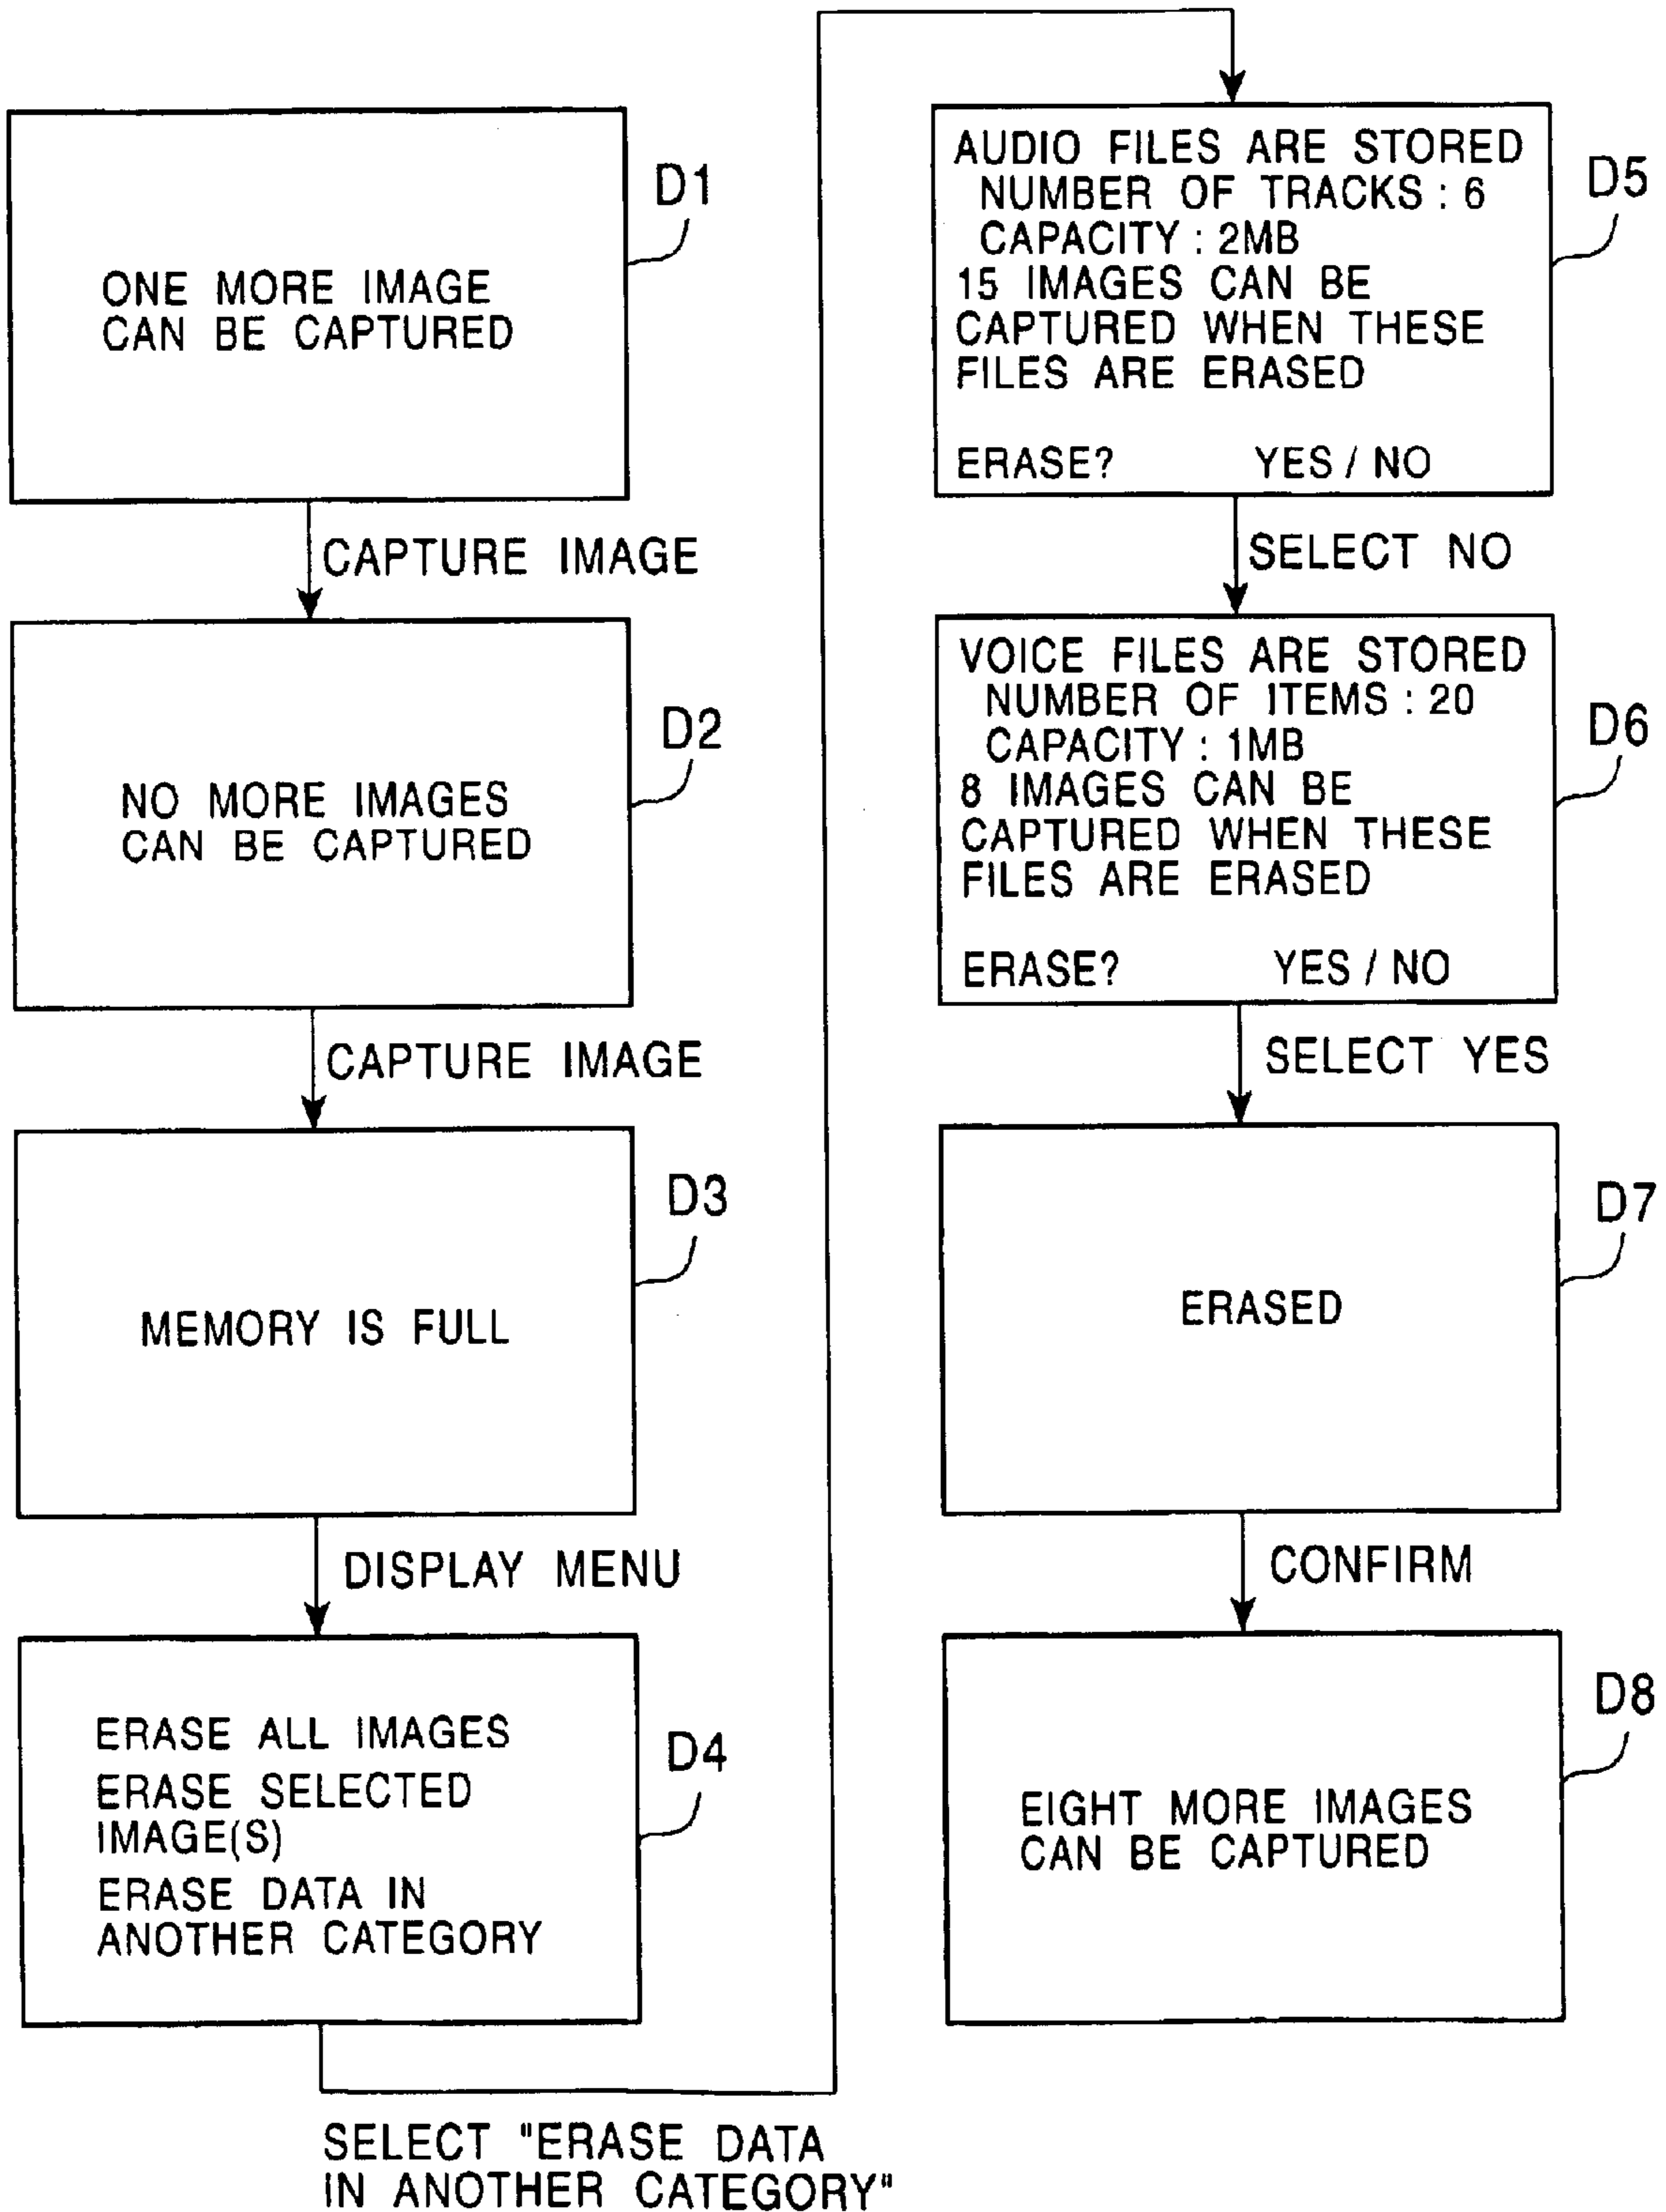 ONE MORE IMAGE
CAN BE CAPTURED
D1
CAPTURE IMAGE
NO MORE IMAGES
CAN BE CAPTURED
D2
CAPTURE IMAGE
MEMORY IS FULL
D3
DISPLAY MENU
ERASE ALL IMAGES
ERASE SELECTED
IMAGE(S)
ERASE DATA IN
ANOTHER CATEGORY
D4
SELECT "ERASE DATA
IN ANOTHER CATEGORY"
AUDIO FILES ARE STORED
NUMBER OF TRACKS : 6
CAPACITY : 2MB
15 IMAGES CAN BE
CAPTURED WHEN THESE
FILES ARE ERASED
ERASE? YES / NO
D5
SELECT NO
VOICE FILES ARE STORED
NUMBER OF ITEMS : 20
CAPACITY : 1MB
8 IMAGES CAN BE
CAPTURED WHEN THESE
FILES ARE ERASED
ERASE? YES / NO
D6
SELECT YES
ERASED
D7
CONFIRM
EIGHT MORE IMAGES
CAN BE CAPTURED
D8